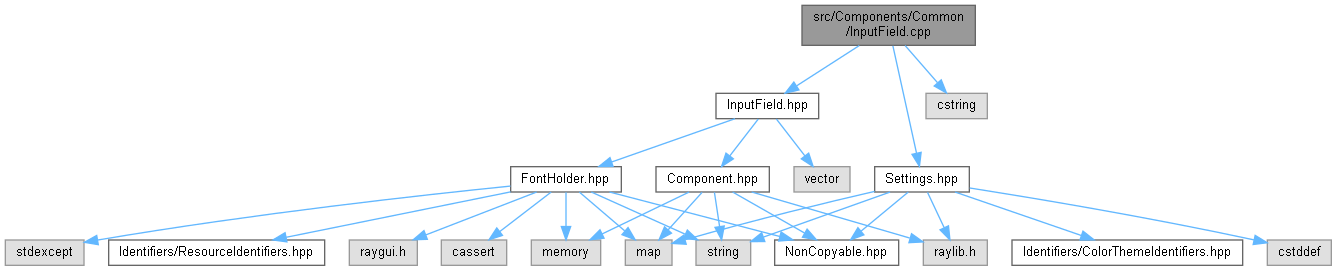 src/Components/Common
/InputField.cpp
InputField.hpp
cstring
FontHolder.hpp
Component.hpp
vector
Settings.hpp
stdexcept
Identifiers/ResourceIdentifiers.hpp
raygui.h
cassert
memory
map
string
NonCopyable.hpp
raylib.h
Identifiers/ColorThemeIdentifiers.hpp
cstddef